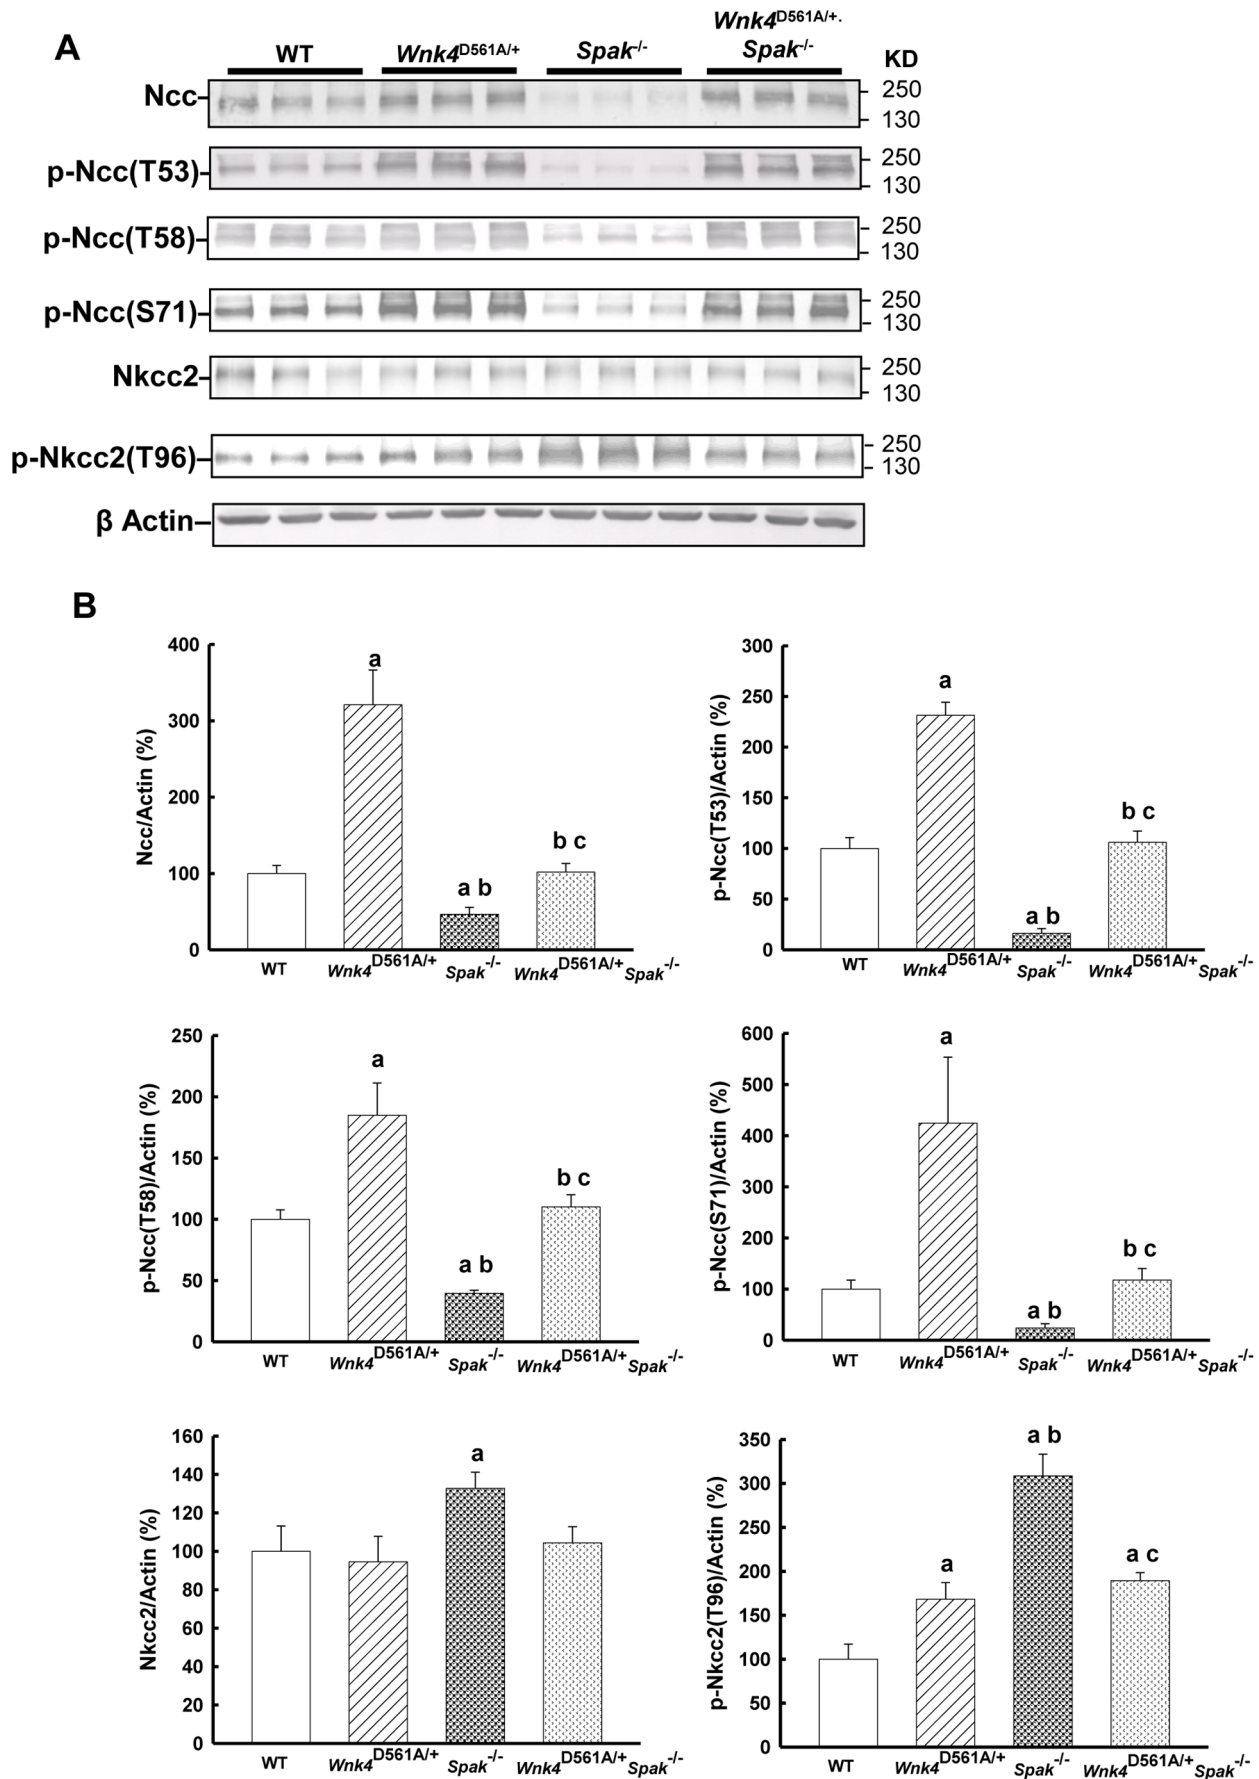 A
WT
Wnk4D561A/+
Spak-/-
Wnk4D561A/+.
Spak-/-
KD
Ncc
250
130
p-Ncc(T53)
250
130
p-Ncc(T58)
250
130
p-Ncc(S71)
250
130
Nkcc2
250
130
p-Nkcc2(T96)
250
130
β Actin
B
Ncc/Actin (%)
400
300
200
100
0
a
a b
b c
WT
Wnk4D561A/+
Spak-/-
Wnk4D561A/+Spak-/-
p-Ncc(T53)/Actin (%)
300
250
200
150
100
50
0
a
a b
b c
WT
Wnk4D561A/+
Spak-/-
Wnk4D561A/+Spak-/-
p-Ncc(T58)/Actin (%)
250
200
150
100
50
0
a
a b
b c
WT
Wnk4D561A/+
Spak-/-
Wnk4D561A/+Spak-/-
p-Ncc(S71)/Actin (%)
600
500
400
300
200
100
0
a
a b
b c
WT
Wnk4D561A/+
Spak-/-
Wnk4D561A/+Spak-/-
Nkcc2/Actin (%)
160
140
120
100
80
60
40
20
0
a
WT
Wnk4D561A/+
Spak-/-
Wnk4D561A/+Spak-/-
p-Nkcc2(T96)/Actin (%)
350
300
250
200
150
100
50
0
a
a b
a c
WT
Wnk4D561A/+
Spak-/-
Wnk4D561A/+Spak-/-